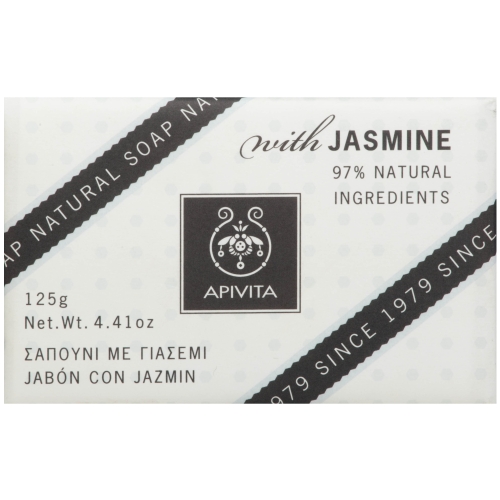 AP NATURAL SOAP NAT
with JASMINE
97% NATURAL
INGREDIENTS
APIVITA
125g
Net.Wt. 4.41oz
ΣΑΠΟΥΝΙ ΜΕ ΓΙΑΣΕΜΙ
JABÓN CON JAZMIN
979 SINCE 1979 SINCE